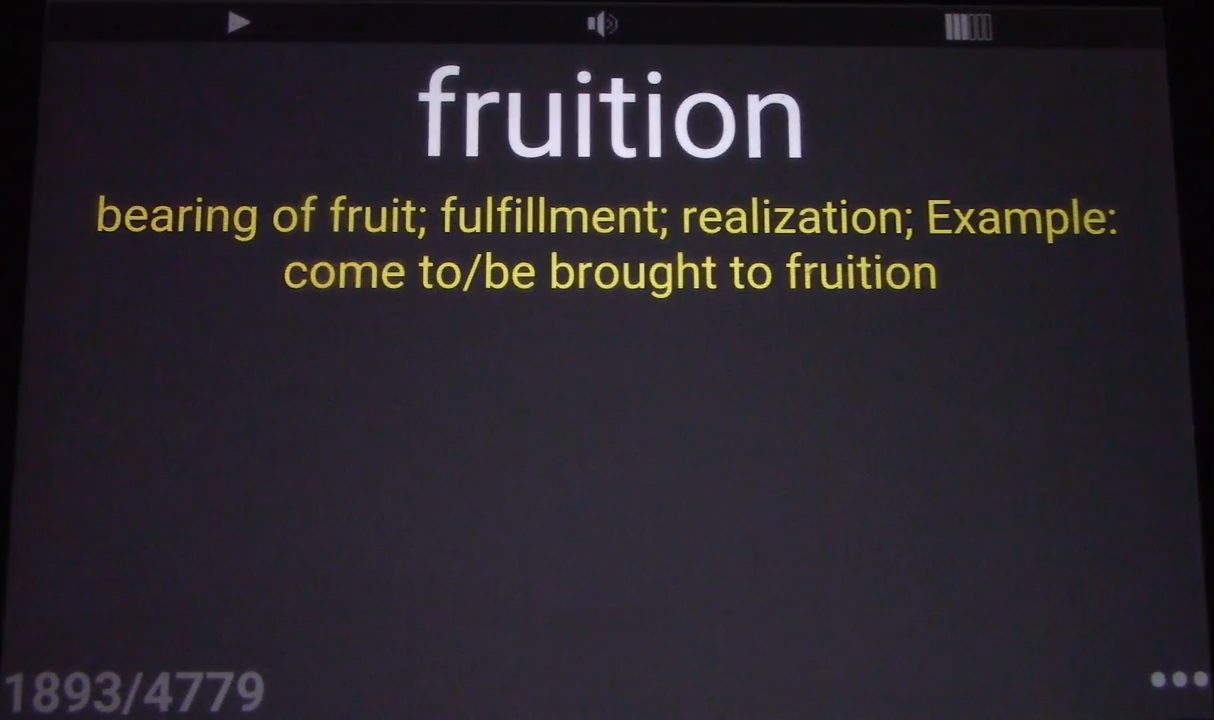 fruition
bearing of fruit; fulfillment; realization; Example:
come to/be brought to fruition
1893/4779